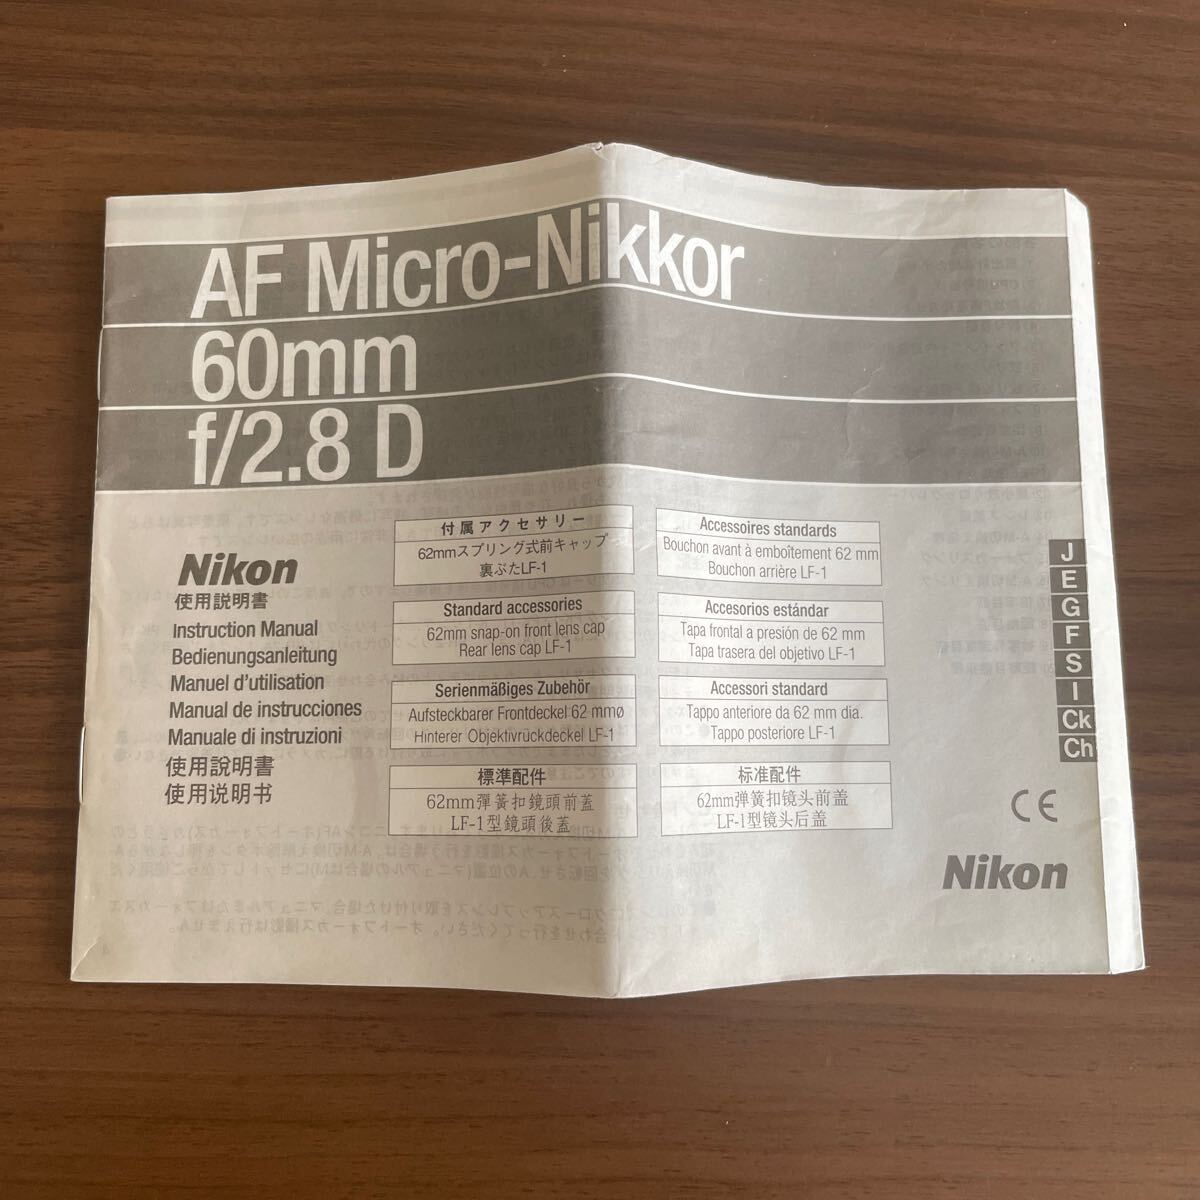 AF Micro-Nikkor
60mm
f/2.8 D
Nikon
使用説明書
Instruction Manual
Bedienungsanleitung
Manuel d'utilisation
Manual de instrucciones
Manuale di instruzioni
使用說明書
使用说明书
付属アクセサリー
62mmスプリング式前キャップ
裏ぶたLF-1
Standard accessories
62mm snap-on front lens cap
Rear lens cap LF-1
Serienmäßiges Zubehör
Aufsteckbarer Frontdeckel 62 mmø
Hinterer Objektivrückdeckel LF-1
標準配件
62mm彈簧扣鏡頭前蓋
LF-1型鏡頭後蓋
Accessoires standards
Bouchon avant à emboîtement 62 mm
Bouchon arrière LF-1
Accesorios estándar
Tapa frontal a presión de 62 mm
Tapa trasera del objetivo LF-1
Accessori standard
Tappo anteriore da 62 mm dia.
Tappo posteriore LF-1
标准配件
62mm弹簧扣镜头前盖
LF-1型镜头后盖
J
E
G
F
S
I
Ck
Ch
CE
Nikon